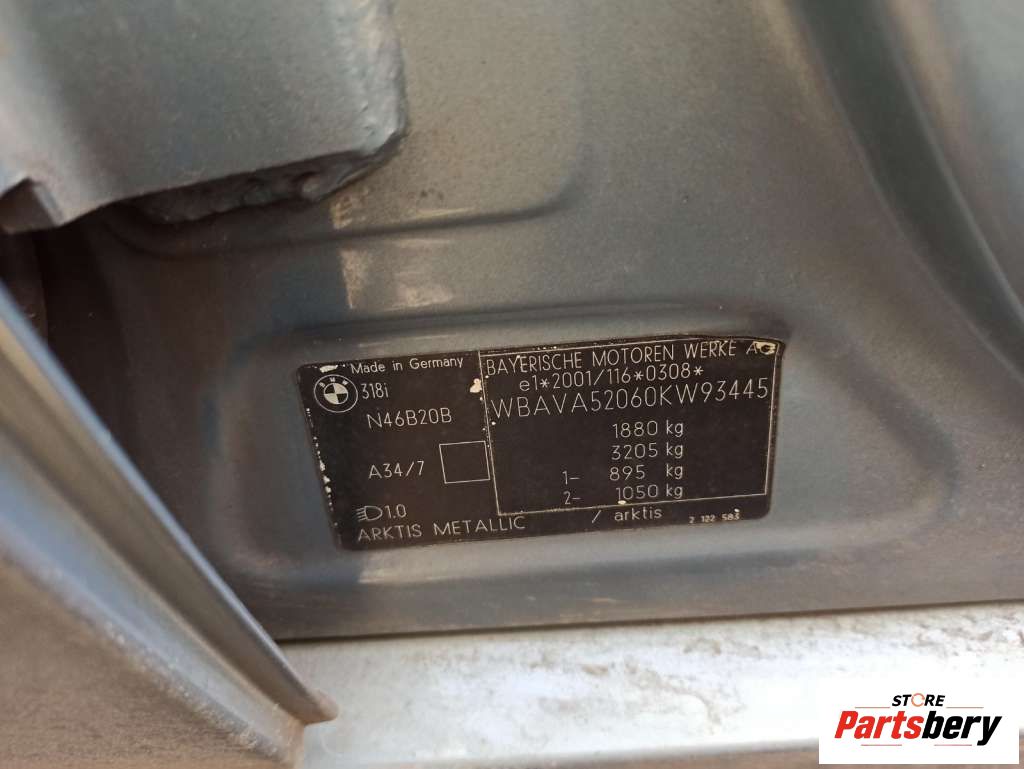 Made in Germany
BMW
318i
N46B20B
A34/7
1.0
ARKTIS METALLIC / arktis
BAYERISCHE MOTOREN WERKE AG
e1*2001/116*0308*
WBAVA52060KW93445
1880 kg
3205 kg
1- 895 kg
2- 1050 kg
2 122 583
STORE
Partsbery